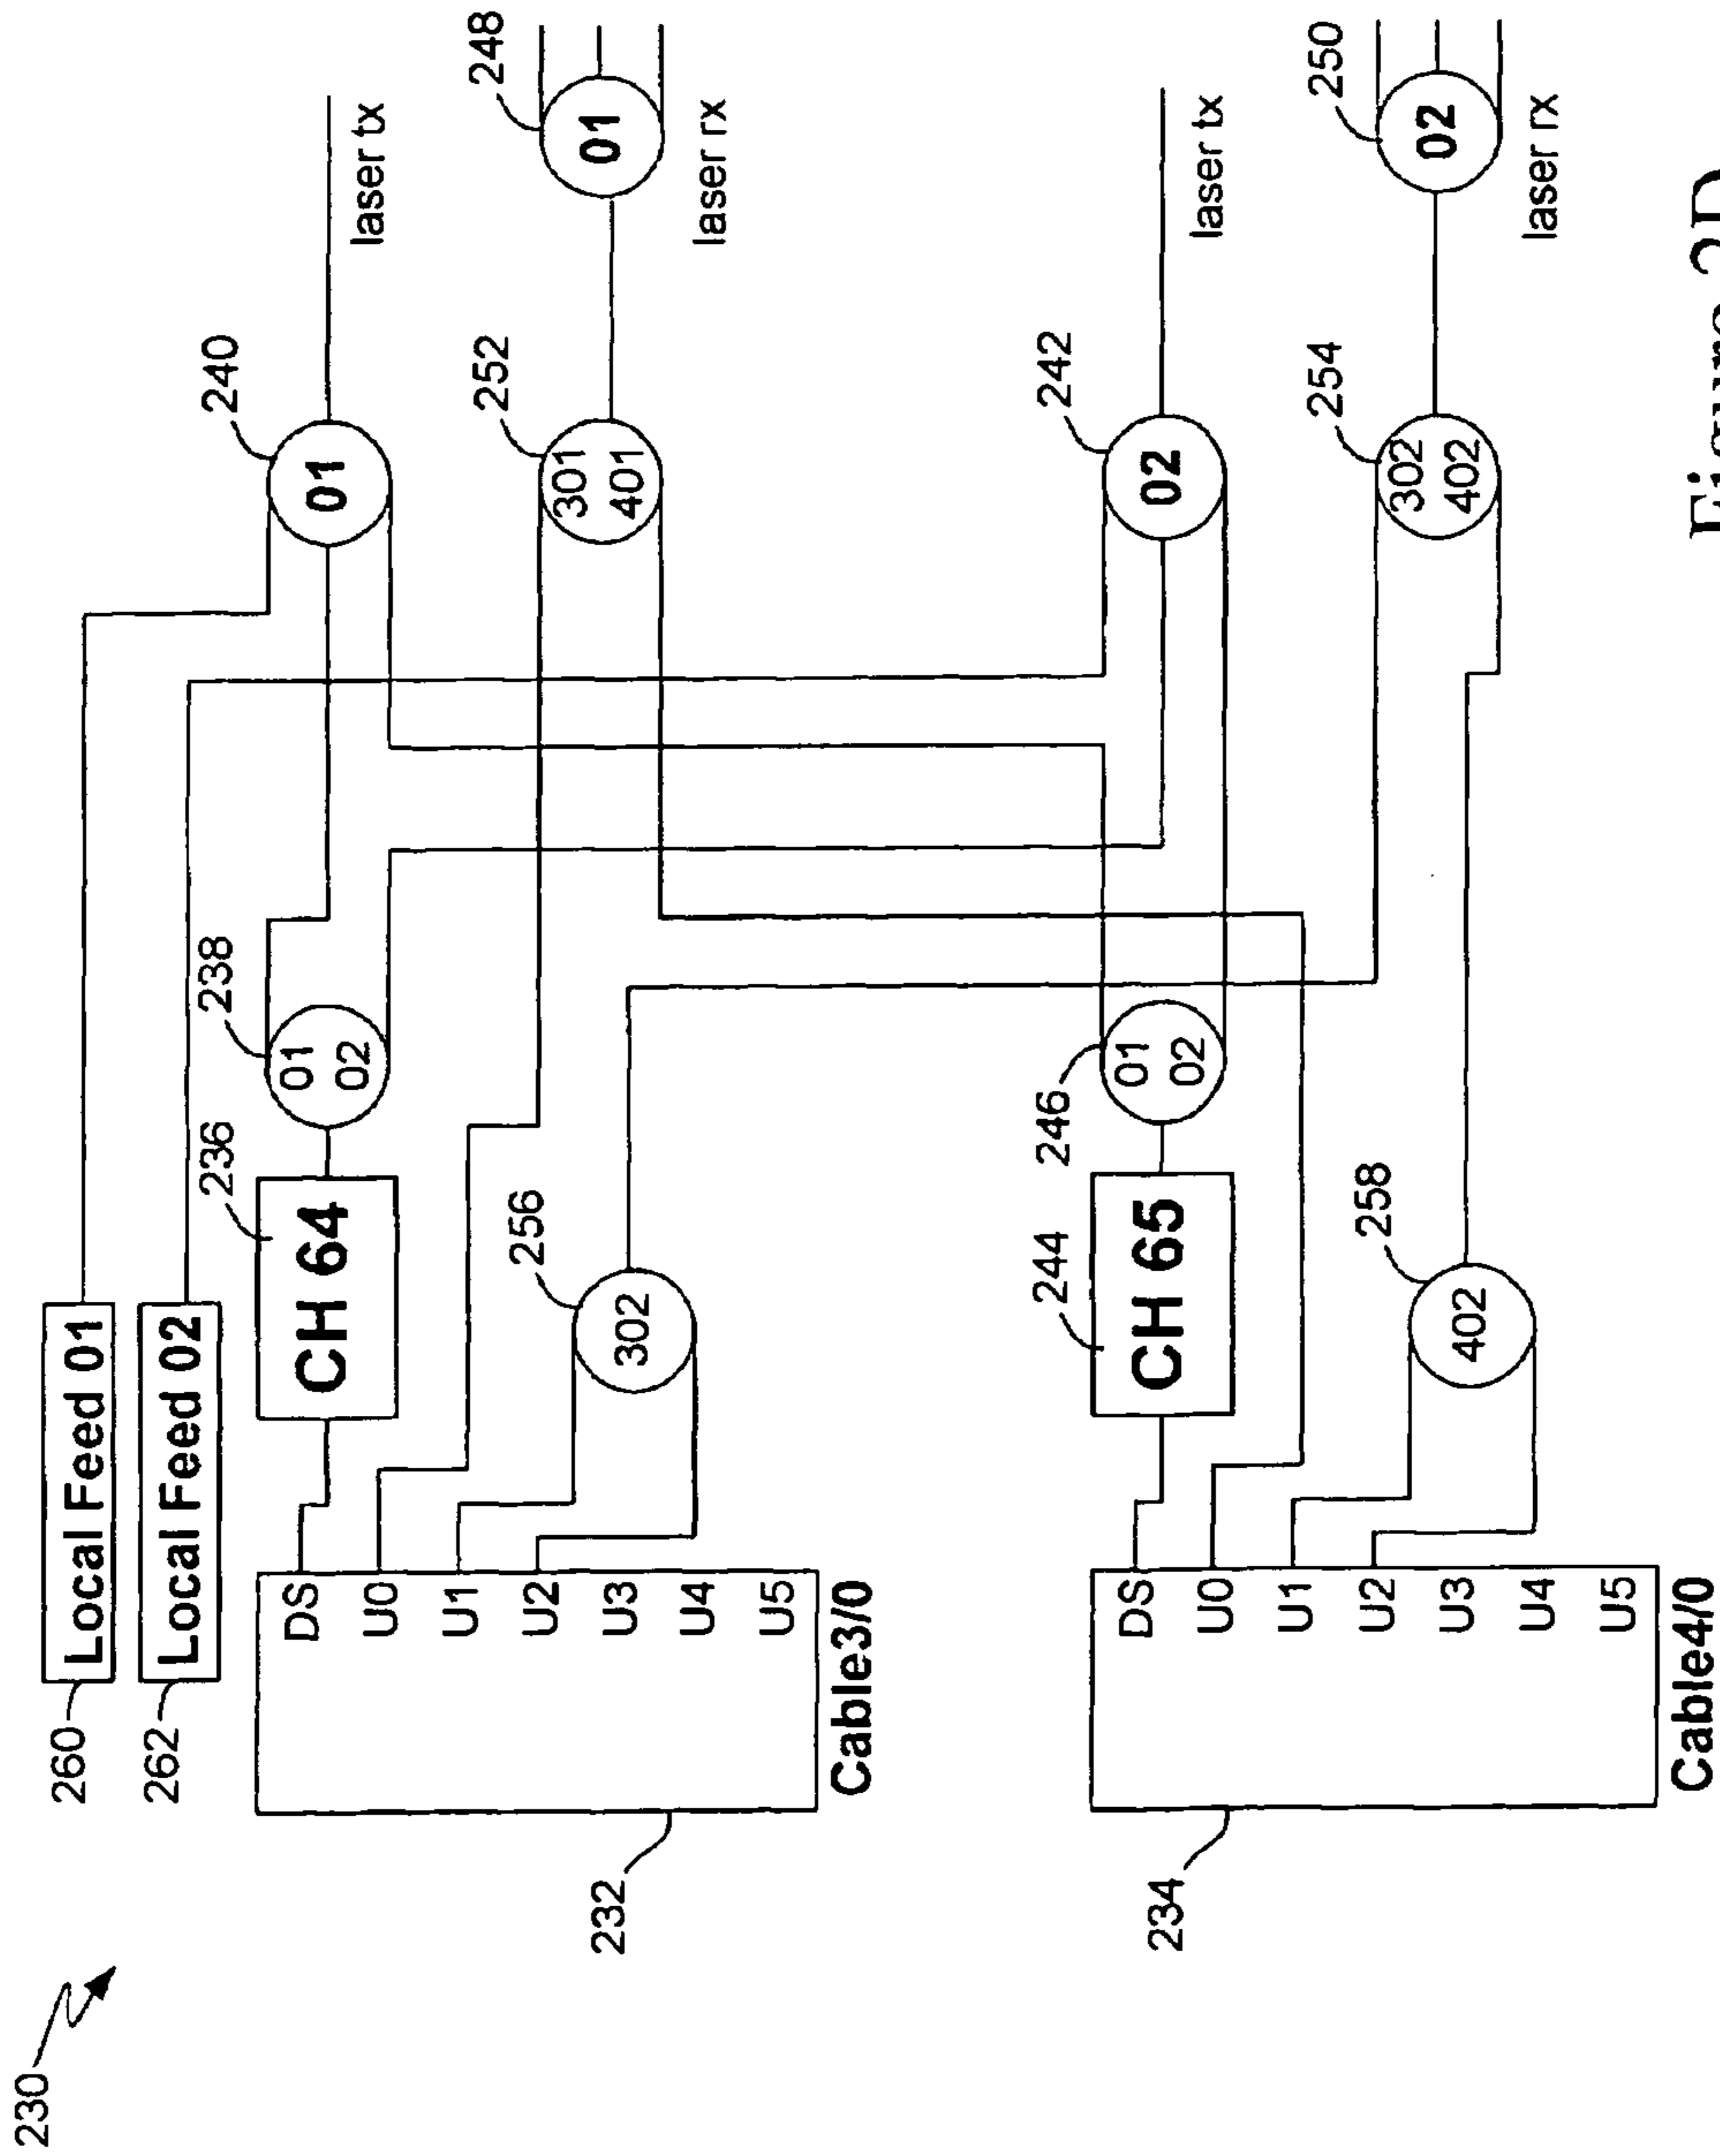 230
260
Local Feed 01
262
Local Feed 02
236
CH 64
238
01
02
240
01
laser tx
232
DS
U0
U1
U2
U3
U4
U5
Cable3/0
256
302
252
301
401
248
01
laser rx
234
DS
U0
U1
U2
U3
U4
U5
Cable4/0
244
CH 65
246
01
02
242
02
laser tx
258
402
254
302
402
250
02
laser rx